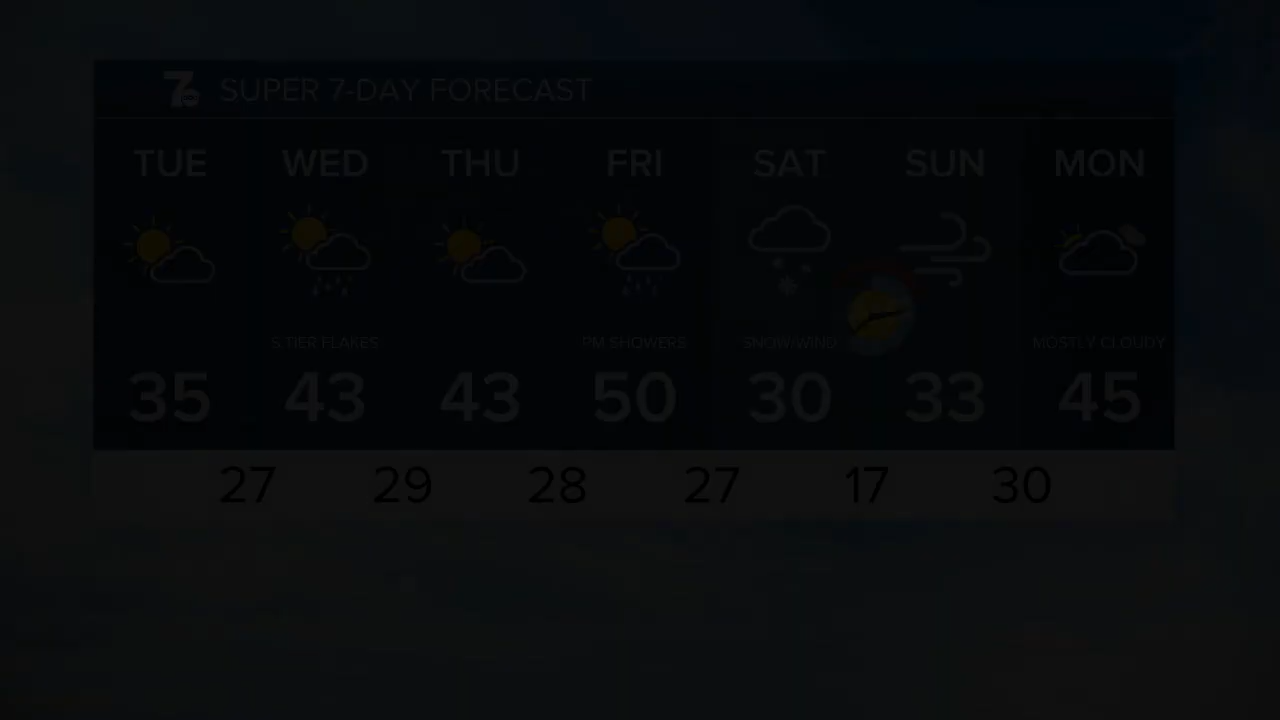 7 SUPER 7-DAY FORECAST
TUE WED THU FRI SAT SUN MON
S.TIER FLAKES PM SHOWERS SNOW/WIND MOSTLY CLOUDY
35 43 43 50 30 33 45
27 29 28 27 17 30